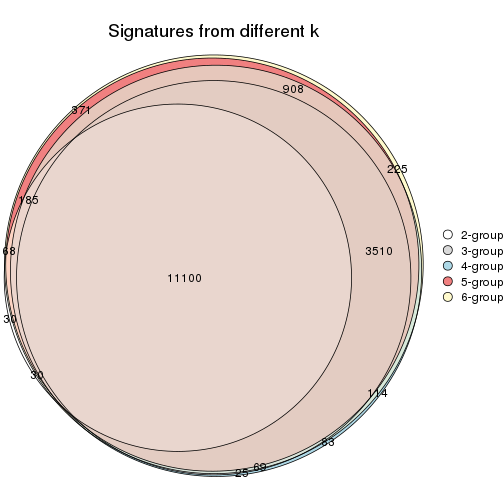 Signatures from different k
908
371
225
185
68
3510
11100
30
30
114
83
69
25
2-group
3-group
4-group
5-group
6-group